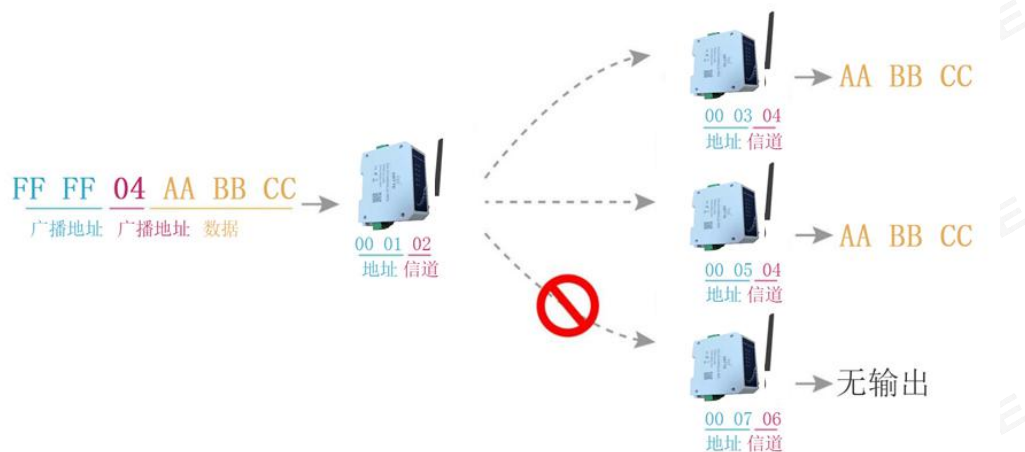 FF FF 04 AA BB CC
广播地址 广播地址 数据
00 01 02
地址 信道
00 03 04
地址 信道
AA BB CC
00 05 04
地址 信道
AA BB CC
00 07 06
地址 信道
无输出